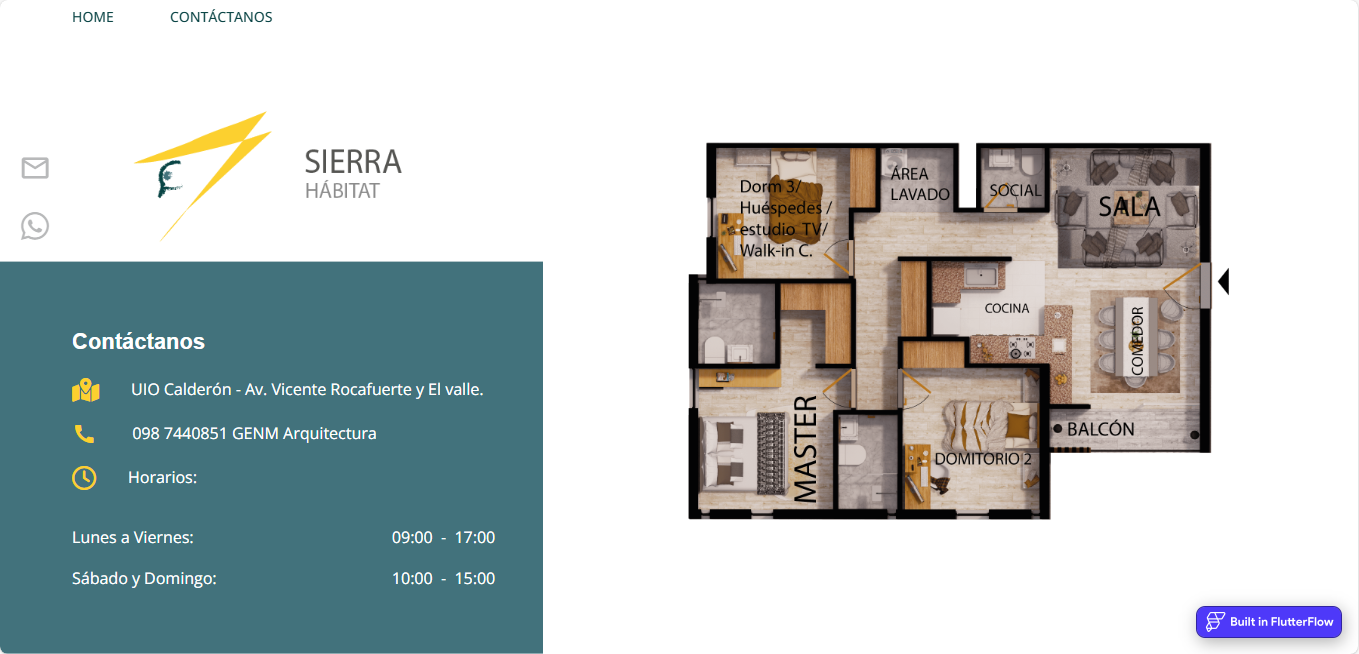 HOME CONTÁCTANOS
SIERRA
HÁBITAT
Contáctanos
UIO Calderón - Av. Vicente Rocafuerte y El valle.
098 7440851 GENM Arquitectura
Horarios:
Lunes a Viernes: 09:00 - 17:00
Sábado y Domingo: 10:00 - 15:00
Dorm 3/
Huéspedes /
estudio TV/
Walk-in C.
ÁREA
LAVADO
SOCIAL
SALA
COCINA
COMEDOR
MASTER
BALCÓN
DOMITORIO 2
Built in FlutterFlow